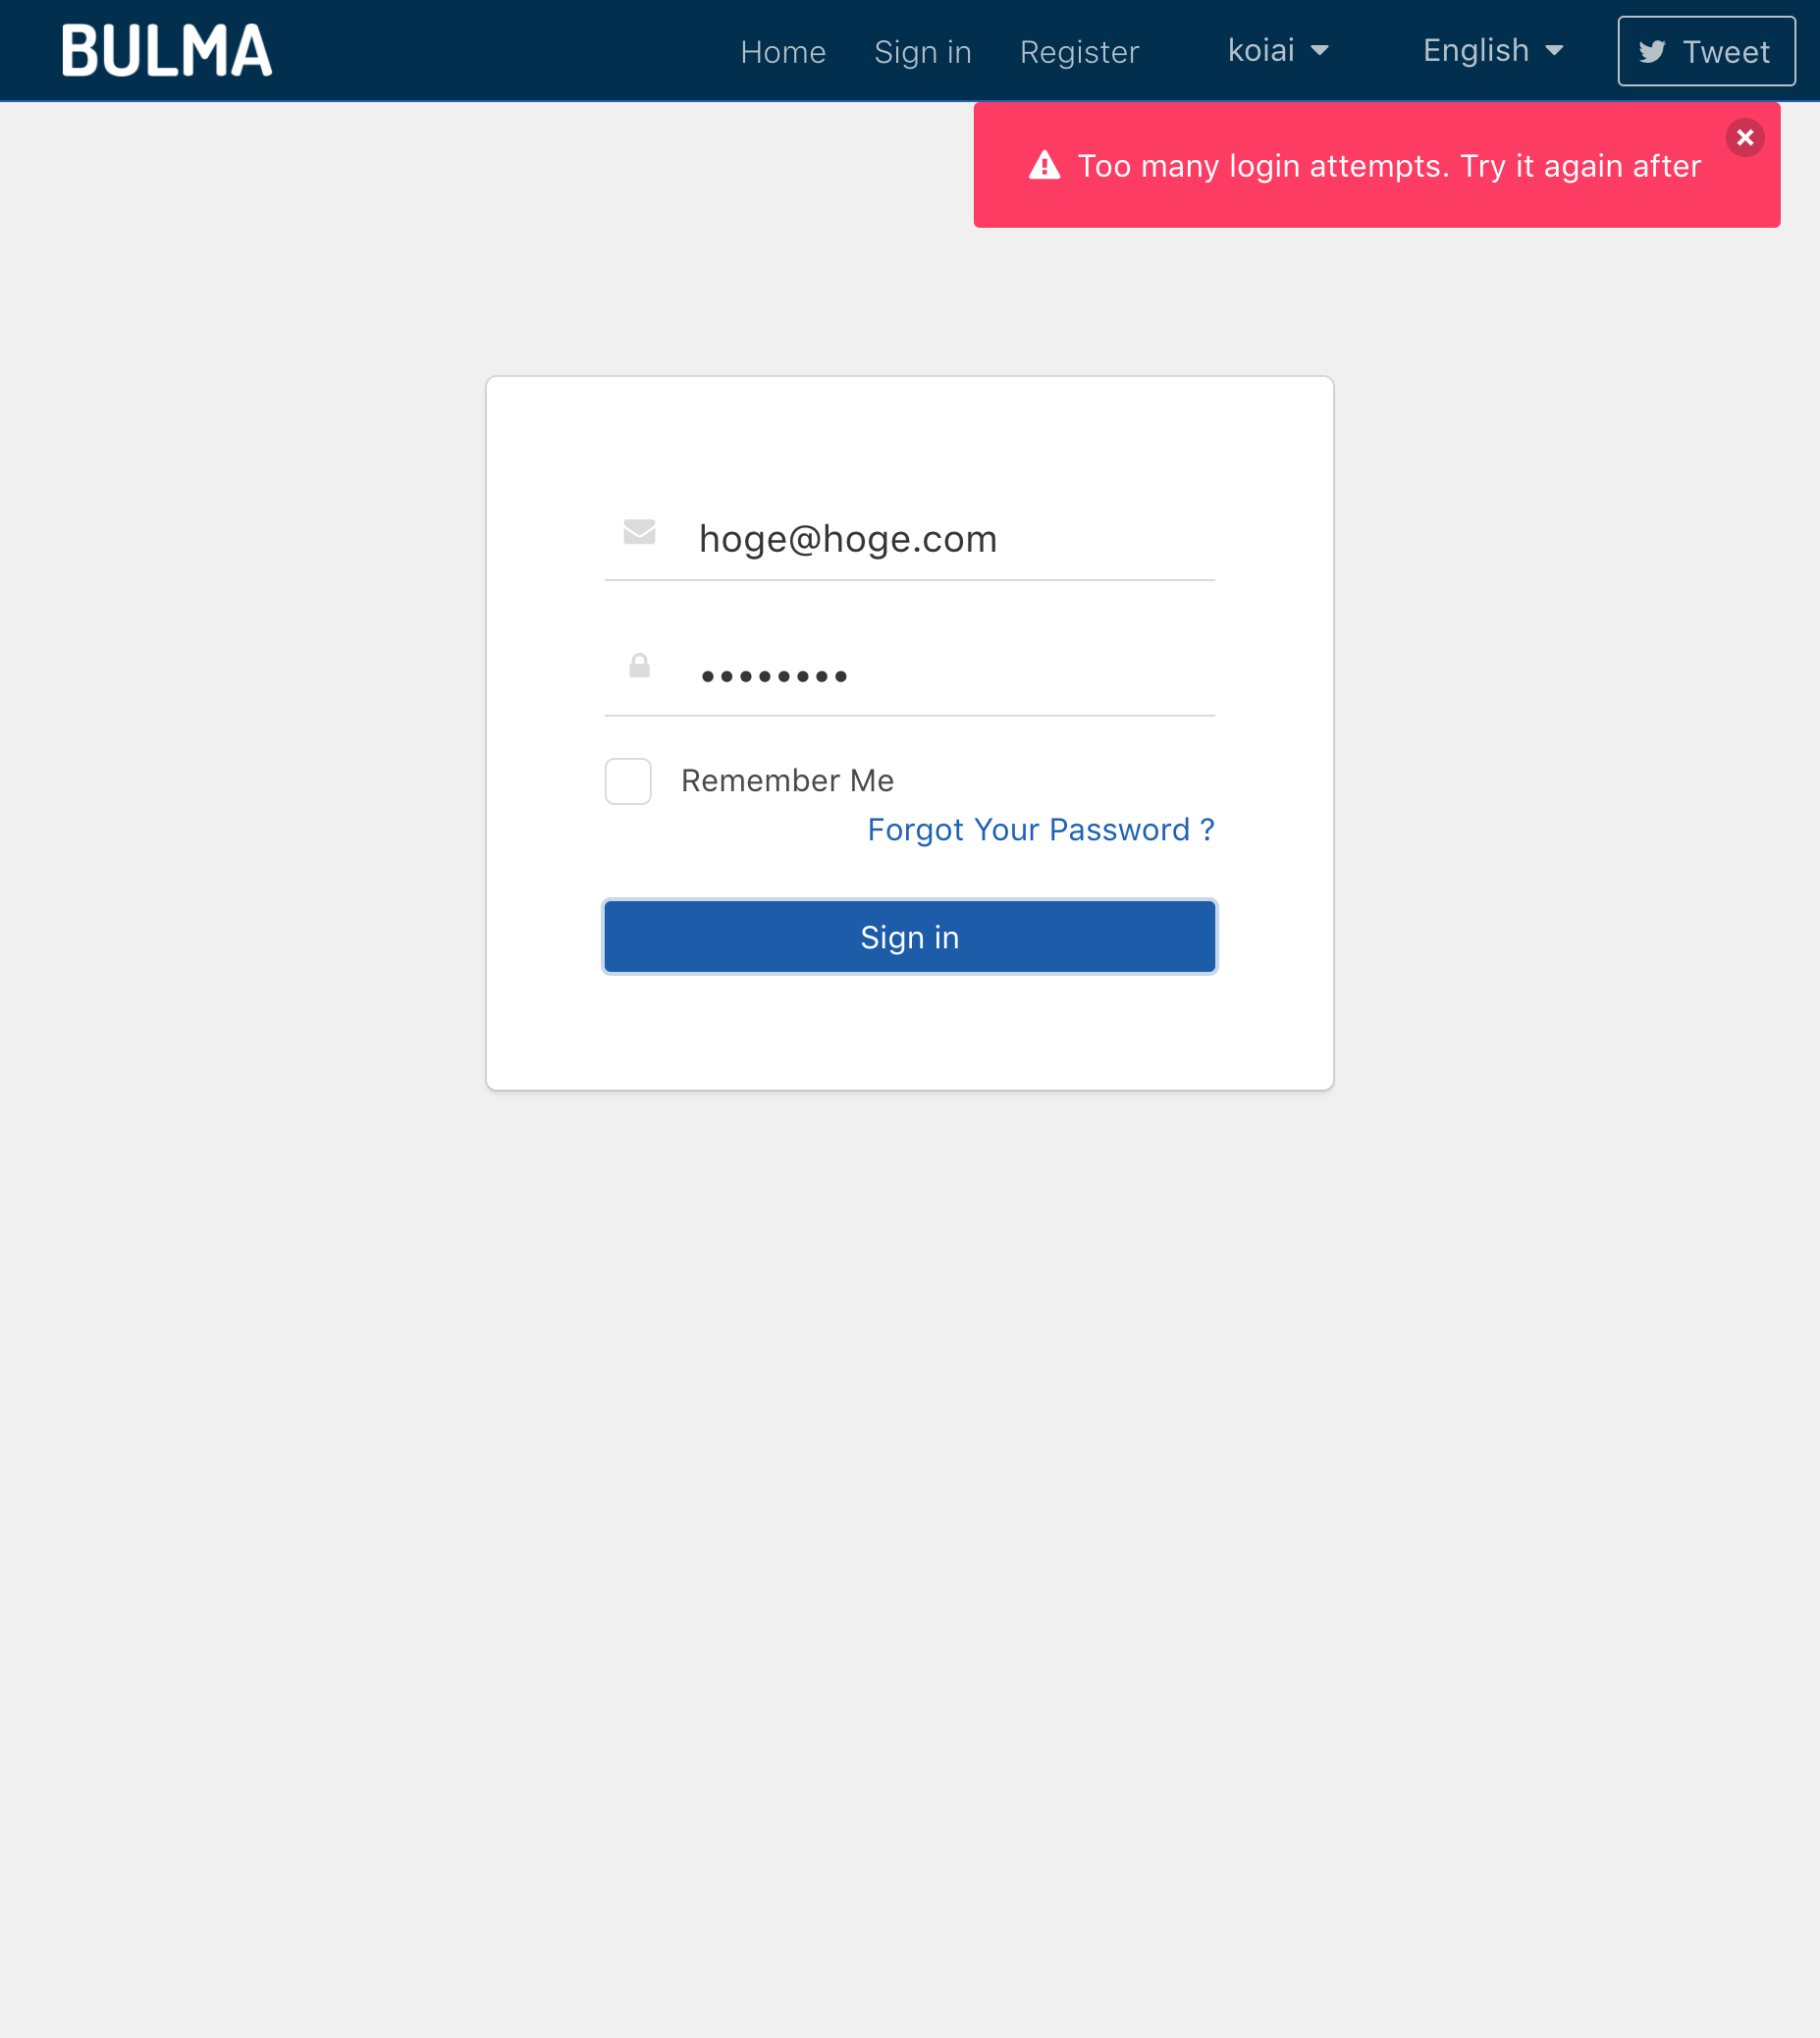 BULMA
Home Sign in Register koiai English Tweet
Too many login attempts. Try it again after
hoge@hoge.com
••••••••
Remember Me
Forgot Your Password ?
Sign in